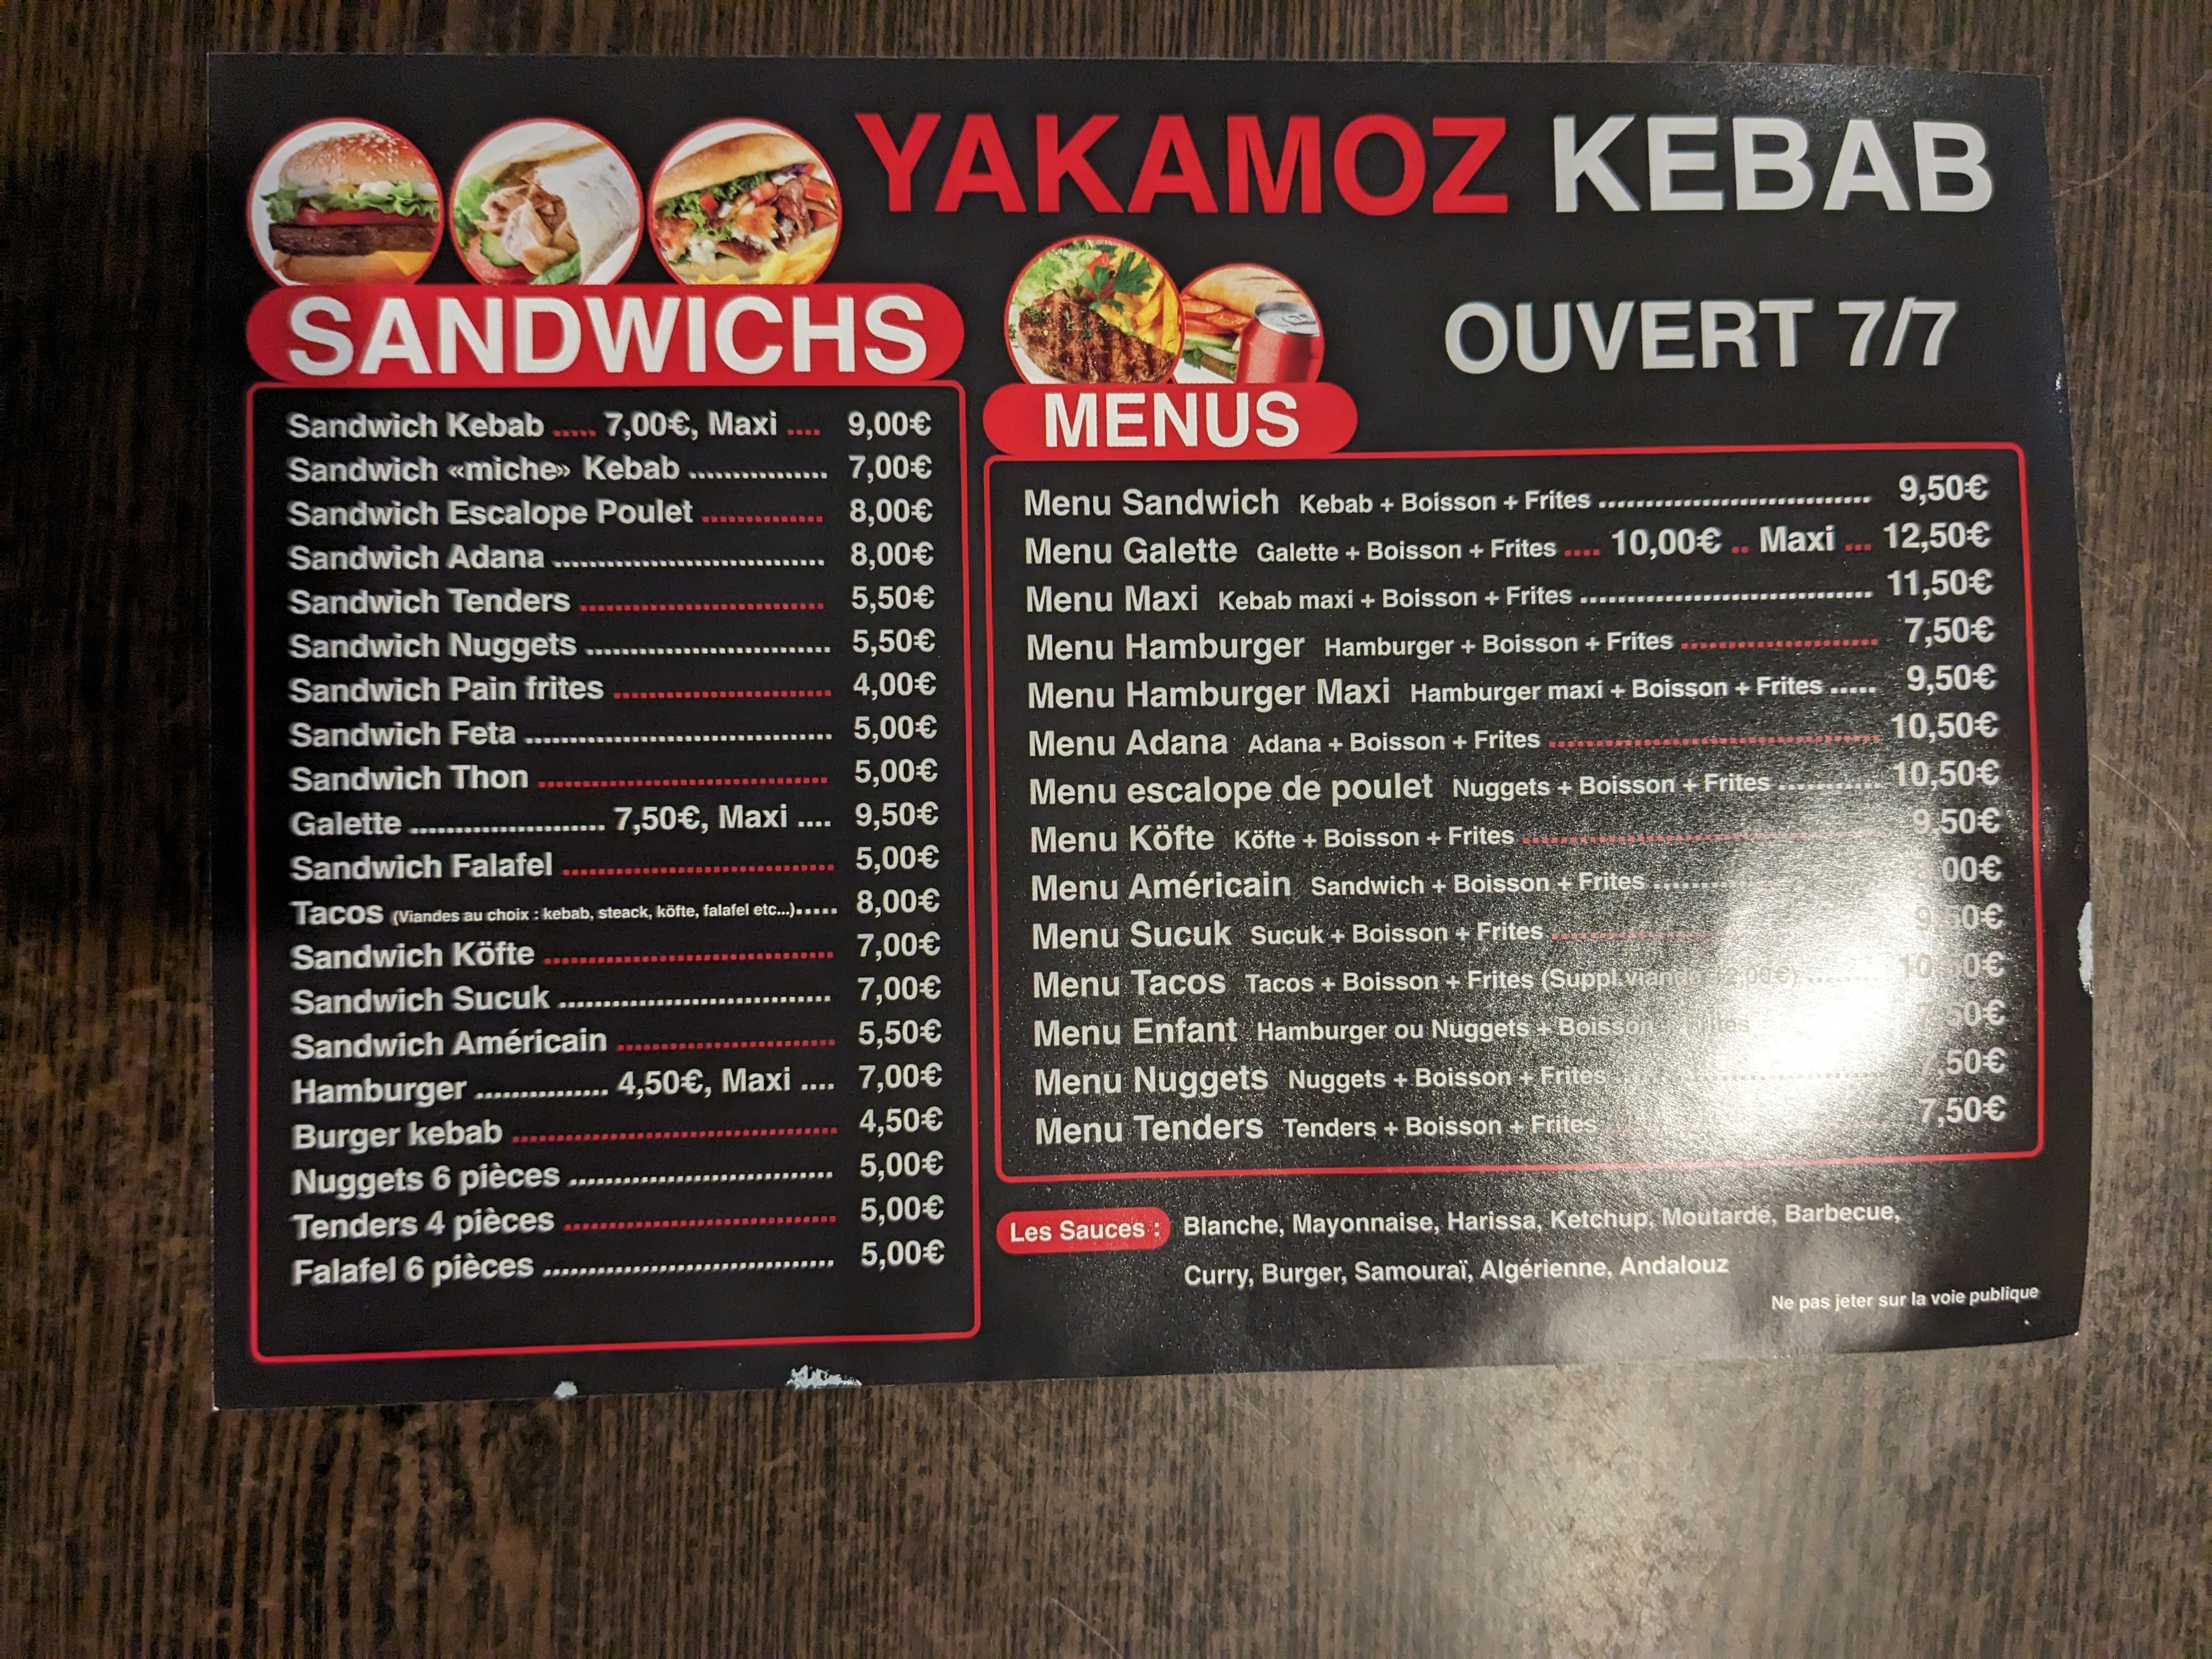 YAKAMOZ KEBAB
OUVERT 7/7
SANDWICHS
Sandwich Kebab ..... 7,00€, Maxi .... 9,00€
Sandwich «miche» Kebab ............... 7,00€
Sandwich Escalope Poulet .............. 8,00€
Sandwich Adana .............................. 8,00€
Sandwich Tenders ........................... 5,50€
Sandwich Nuggets ........................... 5,50€
Sandwich Pain frites ........................ 4,00€
Sandwich Feta .................................. 5,00€
Sandwich Thon ................................ 5,00€
Galette ..................... 7,50€, Maxi .... 9,50€
Sandwich Falafel .............................. 5,00€
Tacos (Viandes au choix : kebab, steack, köfte, falafel etc...)..... 8,00€
Sandwich Köfte ................................ 7,00€
Sandwich Sucuk .............................. 7,00€
Sandwich Américain ........................ 5,50€
Hamburger ............... 4,50€, Maxi .... 7,00€
Burger kebab .................................... 4,50€
Nuggets 6 pièces ............................. 5,00€
Tenders 4 pièces .............................. 5,00€
Falafel 6 pièces ................................ 5,00€
MENUS
Menu Sandwich Kebab + Boisson + Frites .............................. 9,50€
Menu Galette Galette + Boisson + Frites .... 10,00€ .. Maxi ... 12,50€
Menu Maxi Kebab maxi + Boisson + Frites ................................ 11,50€
Menu Hamburger Hamburger + Boisson + Frites ...................... 7,50€
Menu Hamburger Maxi Hamburger maxi + Boisson + Frites ..... 9,50€
Menu Adana Adana + Boisson + Frites .................................... 10,50€
Menu escalope de poulet Nuggets + Boisson + Frites ........... 10,50€
Menu Köfte Köfte + Boisson + Frites ....................................... 9,50€
Menu Américain Sandwich + Boisson + Frites
Menu Sucuk Sucuk + Boisson + Frites ..................... 9,50€
Menu Tacos Tacos + Boisson + Frites (Suppl.viande 2,00€)
Menu Enfant Hamburger ou Nuggets + Boisson + Frites 7,50€
Menu Nuggets Nuggets + Boisson + Frites ............................ 7,50€
Menu Tenders Tenders + Boisson + Frites ............................ 7,50€
Les Sauces : Blanche, Mayonnaise, Harissa, Ketchup, Moutarde, Barbecue,
Curry, Burger, Samouraï, Algérienne, Andalouz
Ne pas jeter sur la voie publique